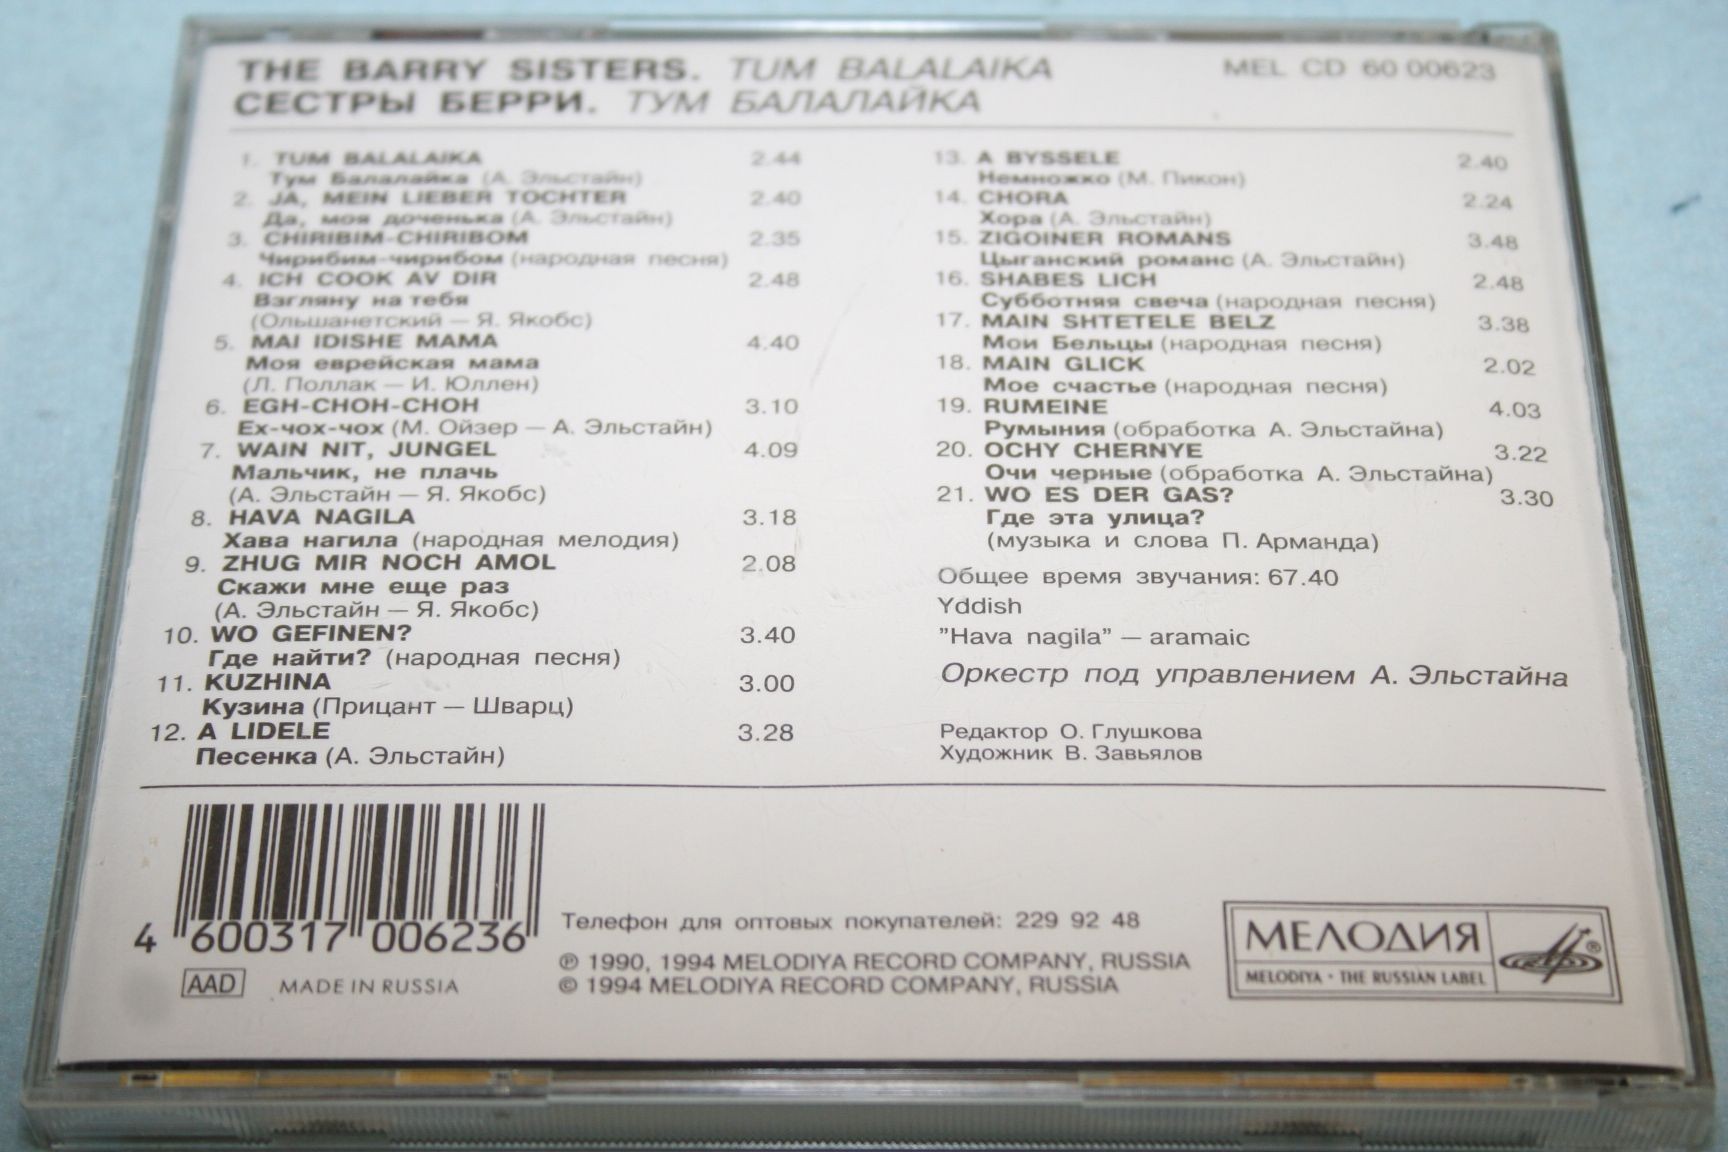 THE BARRY SISTERS. TUM BALALAIKA MEL CD 60 00623
СЕСТРЫ БЕРРИ. ТУМ БАЛАЛАЙКА
1. TUM BALALAIKA 2.44
Тум Балалайка (А. Эльстайн)
2. JA, MEIN LIEBER TOCHTER 2.40
Да, моя доченька (А. Эльстайн)
3. CHIRIBIM-CHIRIBOM 2.35
Чирибим-чирибом (народная песня)
4. ICH COOK AV DIR 2.48
Взгляну на тебя
(Ольшанетский – Я. Якобс)
5. MAI IDISHE MAMA 4.40
Моя еврейская мама
(Л. Поллак – И. Юллен)
6. EGH-CHOH-CHOH 3.10
Ех-чох-чох (М. Ойзер – А. Эльстайн)
7. WAIN NIT, JUNGEL 4.09
Мальчик, не плачь
(А. Эльстайн – Я. Якобс)
8. HAVA NAGILA 3.18
Хава нагила (народная мелодия)
9. ZHUG MIR NOCH AMOL 2.08
Скажи мне еще раз
(А. Эльстайн – Я. Якобс)
10. WO GEFINEN? 3.40
Где найти? (народная песня)
11. KUZHINA 3.00
Кузина (Прицант – Шварц)
12. A LIDELE 3.28
Песенка (А. Эльстайн)
13. A BYSSELE 2.40
Немножко (М. Пикон)
14. CHORA 2.24
Хора (А. Эльстайн)
15. ZIGOINER ROMANS 3.48
Цыганский романс (А. Эльстайн)
16. SHABES LICH 2.48
Субботняя свеча (народная песня)
17. MAIN SHTETELE BELZ 3.38
Мои Бельцы (народная песня)
18. MAIN GLICK 2.02
Мое счастье (народная песня)
19. RUMEINE 4.03
Румыния (обработка А. Эльстайна)
20. OCHY CHERNYE 3.22
Очи черные (обработка А. Эльстайна)
21. WO ES DER GAS? 3.30
Где эта улица?
(музыка и слова П. Арманда)
Общее время звучания: 67.40
Yddish
"Hava nagila" – aramaic
Оркестр под управлением А. Эльстайна
Редактор О. Глушкова
Художник В. Завьялов
4 600317 006236
AAD MADE IN RUSSIA
Телефон для оптовых покупателей: 229 92 48
℗ 1990, 1994 MELODIYA RECORD COMPANY, RUSSIA
© 1994 MELODIYA RECORD COMPANY, RUSSIA
МЕЛОДИЯ ®
MELODIYA · THE RUSSIAN LABEL